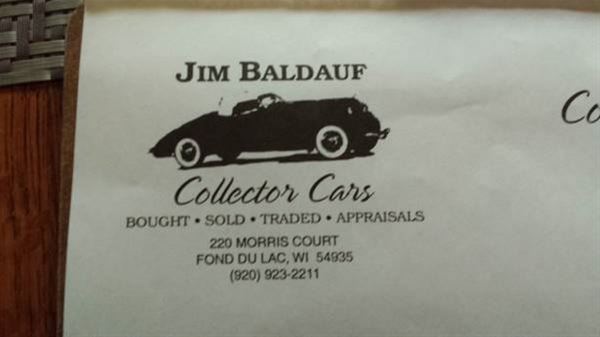 JIM BALDAUF
Collector Cars
BOUGHT • SOLD • TRADED • APPRAISALS
220 MORRIS COURT
FOND DU LAC, WI 54935
(920) 923-2211